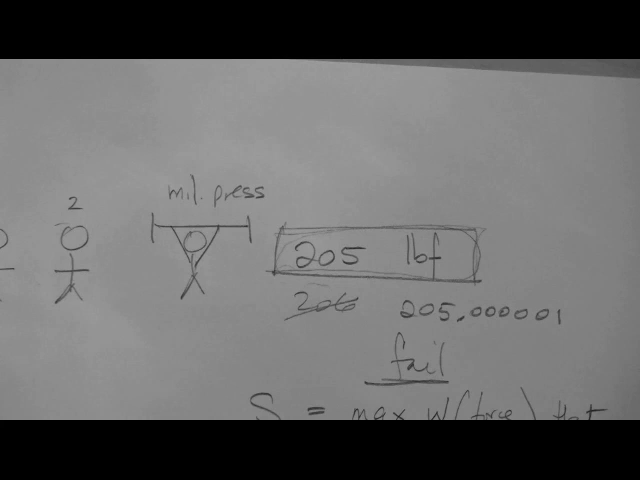 2
mil. press
205 lbf
206 205.000001
fail
S = max W (force) that